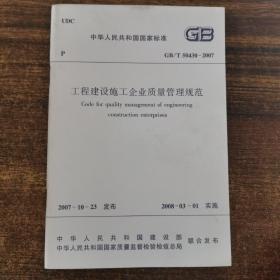 UDC
中华人民共和国国家标准
GB
P
GB/T 50430-2007
工程建设施工企业质量管理规范
Code for quality management of engineering
construction enterprises
2007-10-23 发布
2008-03-01 实施
中华人民共和国建设部
中华人民共和国国家质量监督检验检疫总局
联合发布